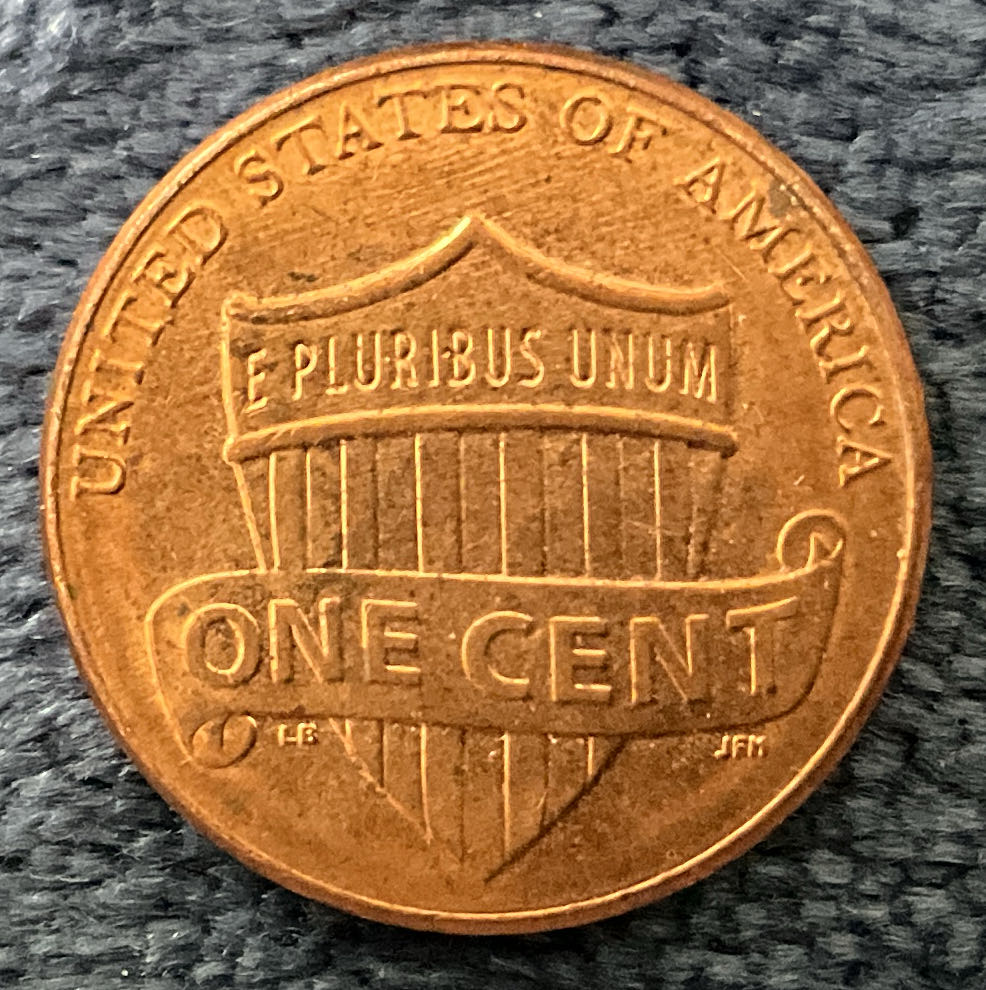 UNITED STATES OF AMERICA
E PLURIBUS UNUM
ONE CENT
LB
JFM